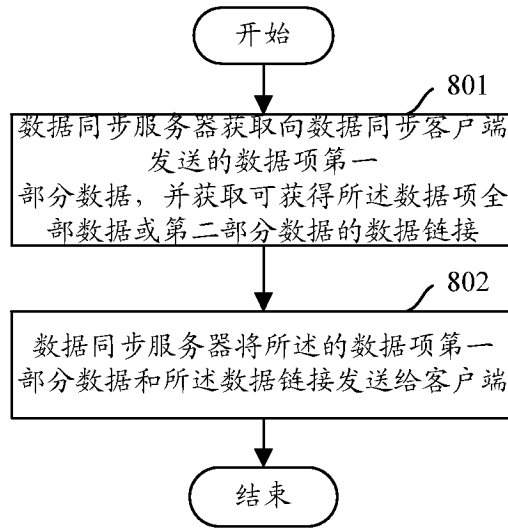 开始
801
数据同步服务器获取向数据同步客户端
发送的数据项第一
部分数据，并获取可获得所述数据项全
部数据或第二部分数据的数据链接
802
数据同步服务器将所述的数据项第一
部分数据和所述数据链接发送给客户端
结束